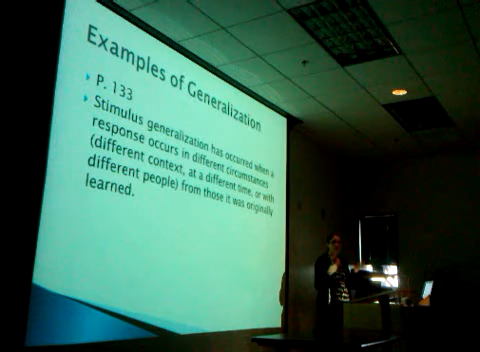 Examples of Generalization
P. 133
Stimulus generalization has occurred when a
response occurs in different circumstances
(different context, at a different time, or with
different people) from those it was originally
learned.